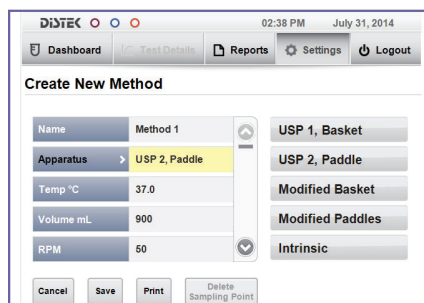 DISTEK 02:38 PM July 31, 2014
Dashboard Test Details Reports Settings Logout
Create New Method
Name Method 1
Apparatus USP 2, Paddle
Temp °C 37.0
Volume mL 900
RPM 50
USP 1, Basket
USP 2, Paddle
Modified Basket
Modified Paddles
Intrinsic
Cancel Save Print Delete
Sampling Point